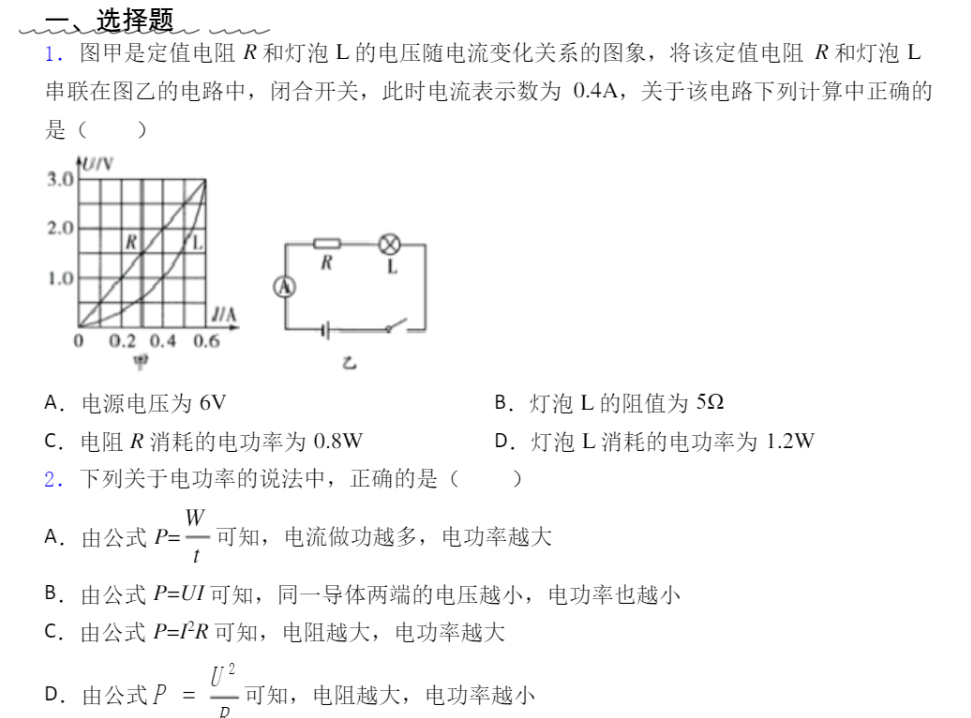 一、选择题
1．图甲是定值电阻 R 和灯泡 L 的电压随电流变化关系的图象，将该定值电阻 R 和灯泡 L
串联在图乙的电路中，闭合开关，此时电流表示数为 0.4A，关于该电路下列计算中正确的
是（　　）
U/V
3.0
2.0
1.0
R
L
I/A
0 0.2 0.4 0.6
甲
R
L
A
乙
A．电源电压为 6V B．灯泡 L 的阻值为 5Ω
C．电阻 R 消耗的电功率为 0.8W D．灯泡 L 消耗的电功率为 1.2W
2．下列关于电功率的说法中，正确的是（　　）
A．由公式 P=W/t 可知，电流做功越多，电功率越大
B．由公式 P=UI 可知，同一导体两端的电压越小，电功率也越小
C．由公式 P=I²R 可知，电阻越大，电功率越大
D．由公式 P = U²/R 可知，电阻越大，电功率越小